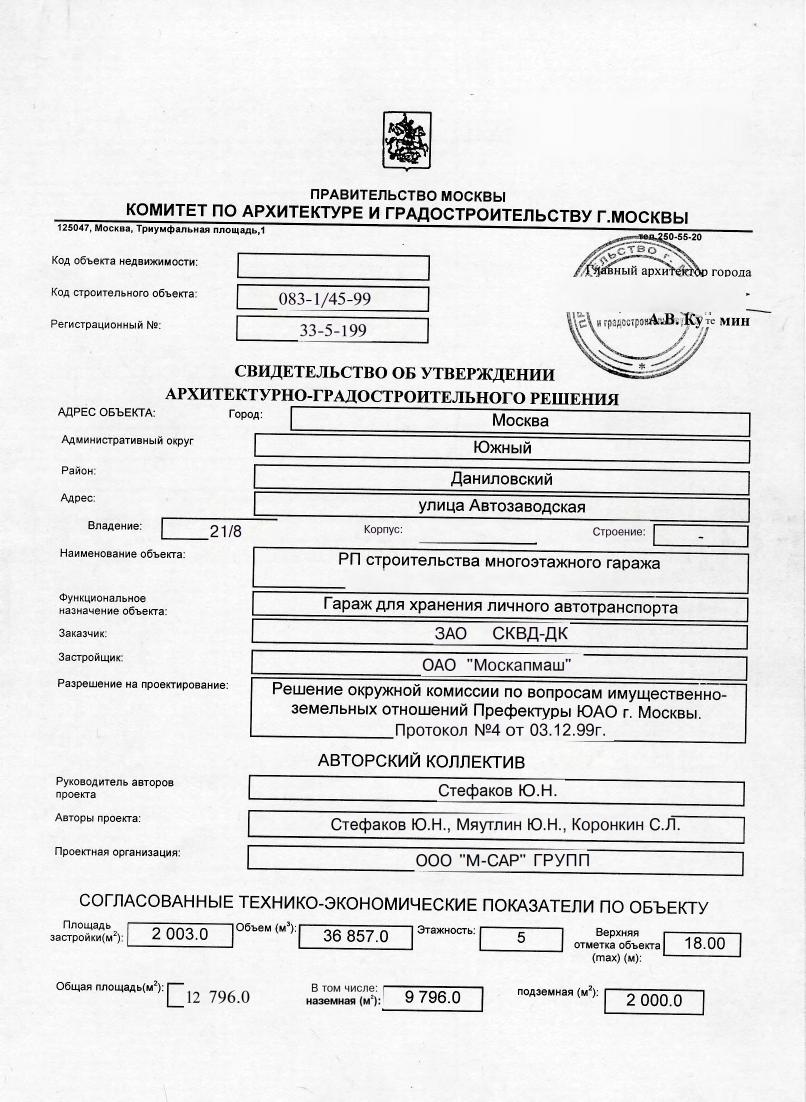 ПРАВИТЕЛЬСТВО МОСКВЫ
КОМИТЕТ ПО АРХИТЕКТУРЕ И ГРАДОСТРОИТЕЛЬСТВУ Г.МОСКВЫ
125047, Москва, Триумфальная площадь,1 тел.250-55-20
Код объекта недвижимости:
Главный архитектор города
Код строительного объекта: 083-1/45-99
Регистрационный №: 33-5-199
А.В. Ку мин
СВИДЕТЕЛЬСТВО ОБ УТВЕРЖДЕНИИ
АРХИТЕКТУРНО-ГРАДОСТРОИТЕЛЬНОГО РЕШЕНИЯ
АДРЕС ОБЪЕКТА: Город: Москва
Административный округ Южный
Район: Даниловский
Адрес: улица Автозаводская
Владение: 21/8 Корпус: Строение: -
Наименование объекта: РП строительства многоэтажного гаража
Функциональное
назначение объекта: Гараж для хранения личного автотранспорта
Заказчик: ЗАО СКВД-ДК
Застройщик: ОАО "Москапмаш"
Разрешение на проектирование: Решение окружной комиссии по вопросам имущественно-
земельных отношений Префектуры ЮАО г. Москвы.
Протокол №4 от 03.12.99г.
АВТОРСКИЙ КОЛЛЕКТИВ
Руководитель авторов
проекта Стефаков Ю.Н.
Авторы проекта: Стефаков Ю.Н., Мяутлин Ю.Н., Коронкин С.Л.
Проектная организация: ООО "М-САР" ГРУПП
СОГЛАСОВАННЫЕ ТЕХНИКО-ЭКОНОМИЧЕСКИЕ ПОКАЗАТЕЛИ ПО ОБЪЕКТУ
Площадь
застройки(м²): 2 003.0 Объем (м³): 36 857.0 Этажность: 5 Верхняя
отметка объекта
(max) (м): 18.00
Общая площадь(м²): 12 796.0 В том числе:
наземная (м²): 9 796.0 подземная (м²): 2 000.0